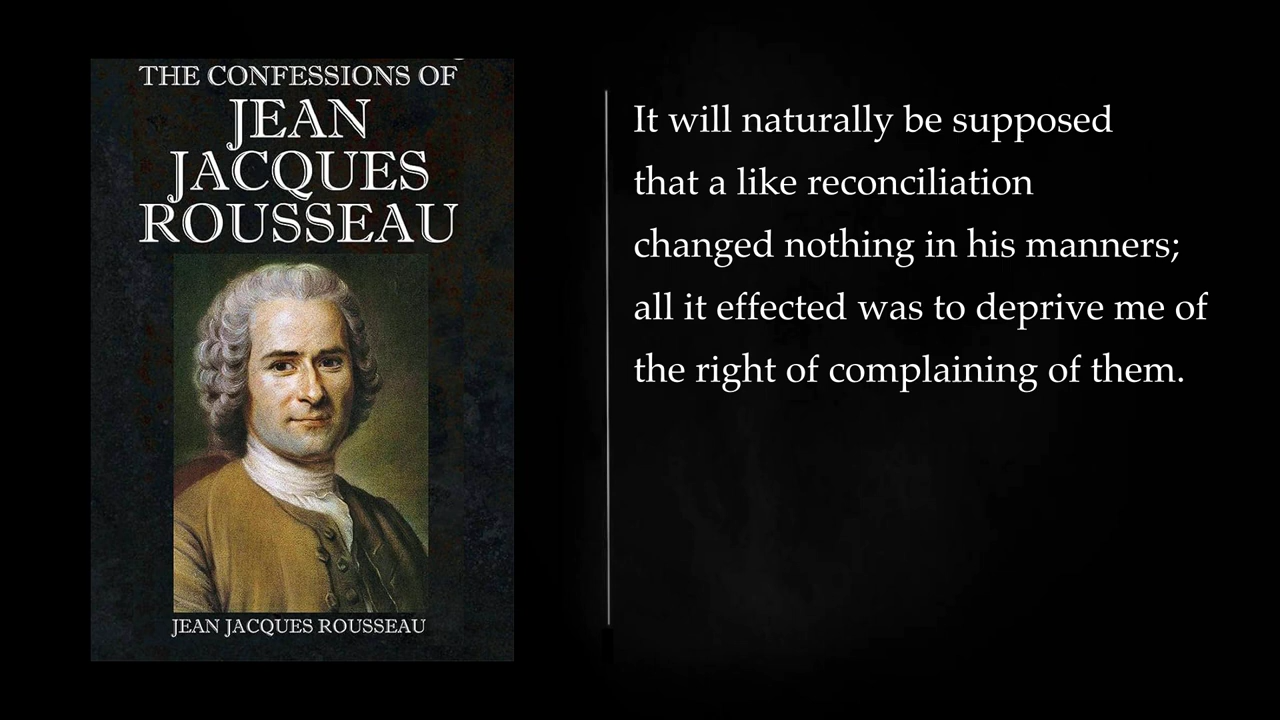 THE CONFESSIONS OF
JEAN
JACQUES
ROUSSEAU
JEAN JACQUES ROUSSEAU
It will naturally be supposed
that a like reconciliation
changed nothing in his manners;
all it effected was to deprive me of
the right of complaining of them.